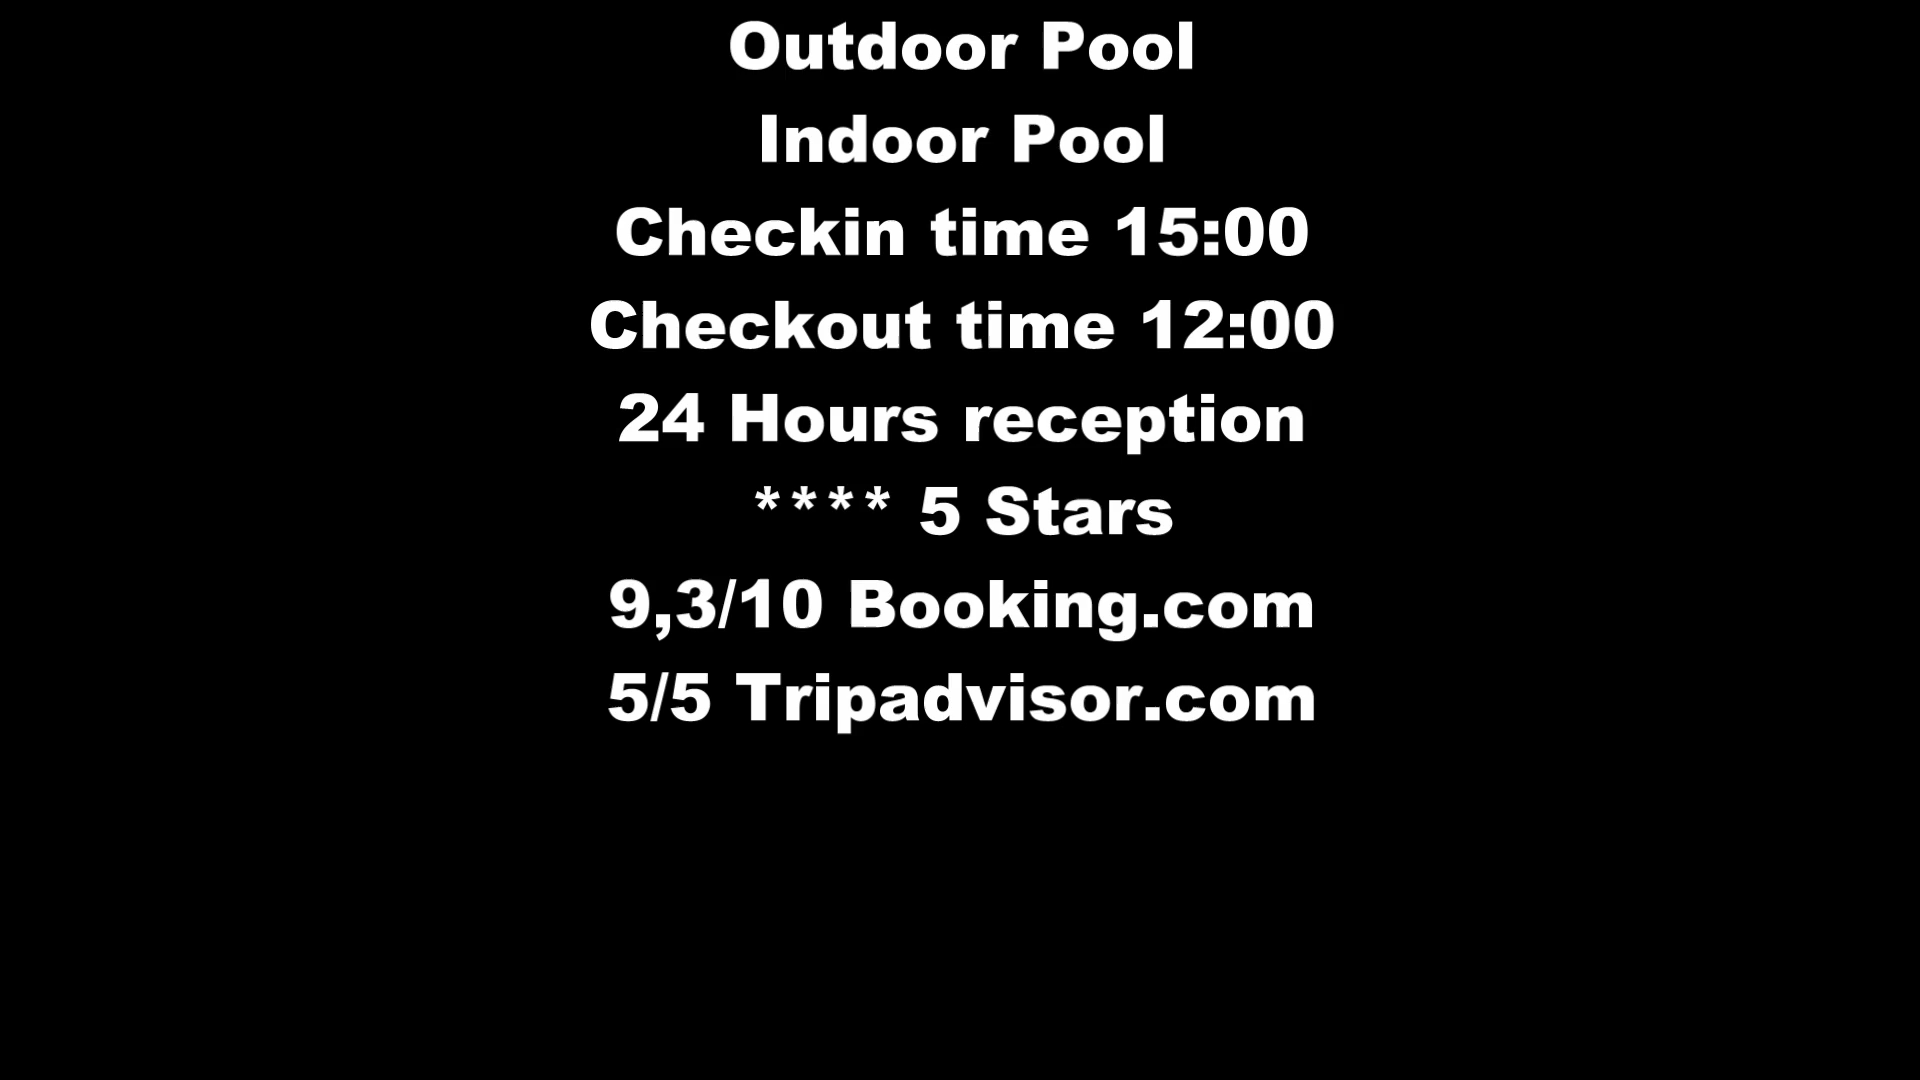 Outdoor Pool
Indoor Pool
Checkin time 15:00
Checkout time 12:00
24 Hours reception
**** 5 Stars
9,3/10 Booking.com
5/5 Tripadvisor.com